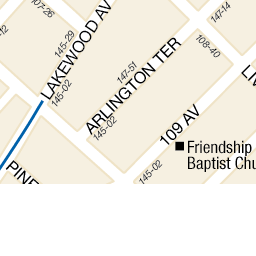 107-26
145-29
LAKEWOOD AV
145-02
147-51
ARLINGTON TER
145-02
147-14
108-40
LI
109 AV
145-02
Friendship
Baptist Chu
PINE